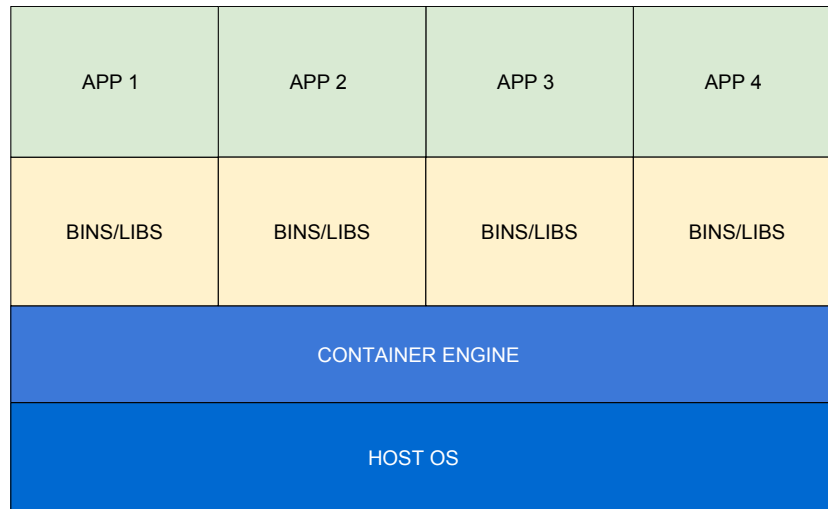 APP 1
APP 2
APP 3
APP 4
BINS/LIBS
BINS/LIBS
BINS/LIBS
BINS/LIBS
CONTAINER ENGINE
HOST OS